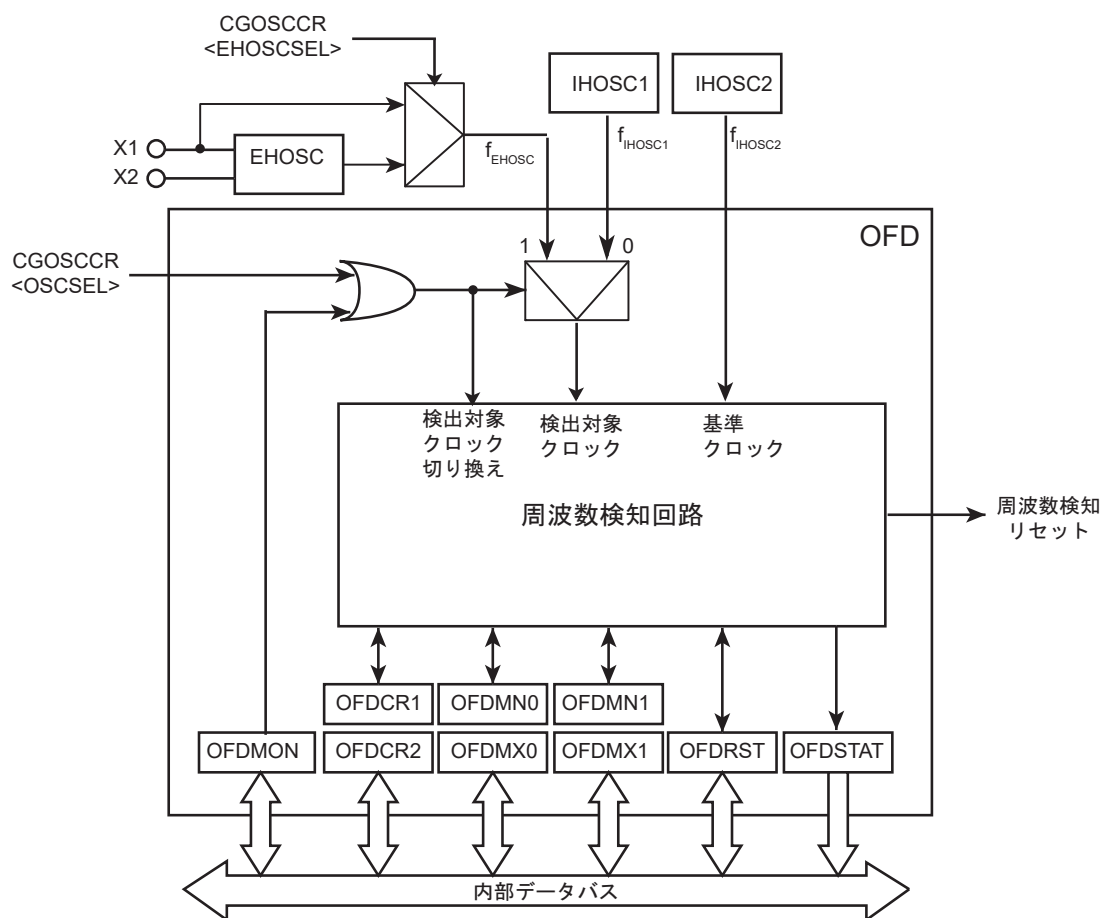 CGOSCCR
<EHOSCSEL>
IHOSC1
IHOSC2
X1
X2
EHOSC
fEHOSC
fIHOSC1
fIHOSC2
OFD
CGOSCCR
<OSCSEL>
1
0
検出対象
クロック
切り換え
検出対象
クロック
基準
クロック
周波数検知回路
周波数検知
リセット
OFDCR1
OFDMN0
OFDMN1
OFDMON
OFDCR2
OFDMX0
OFDMX1
OFDRST
OFDSTAT
内部データバス